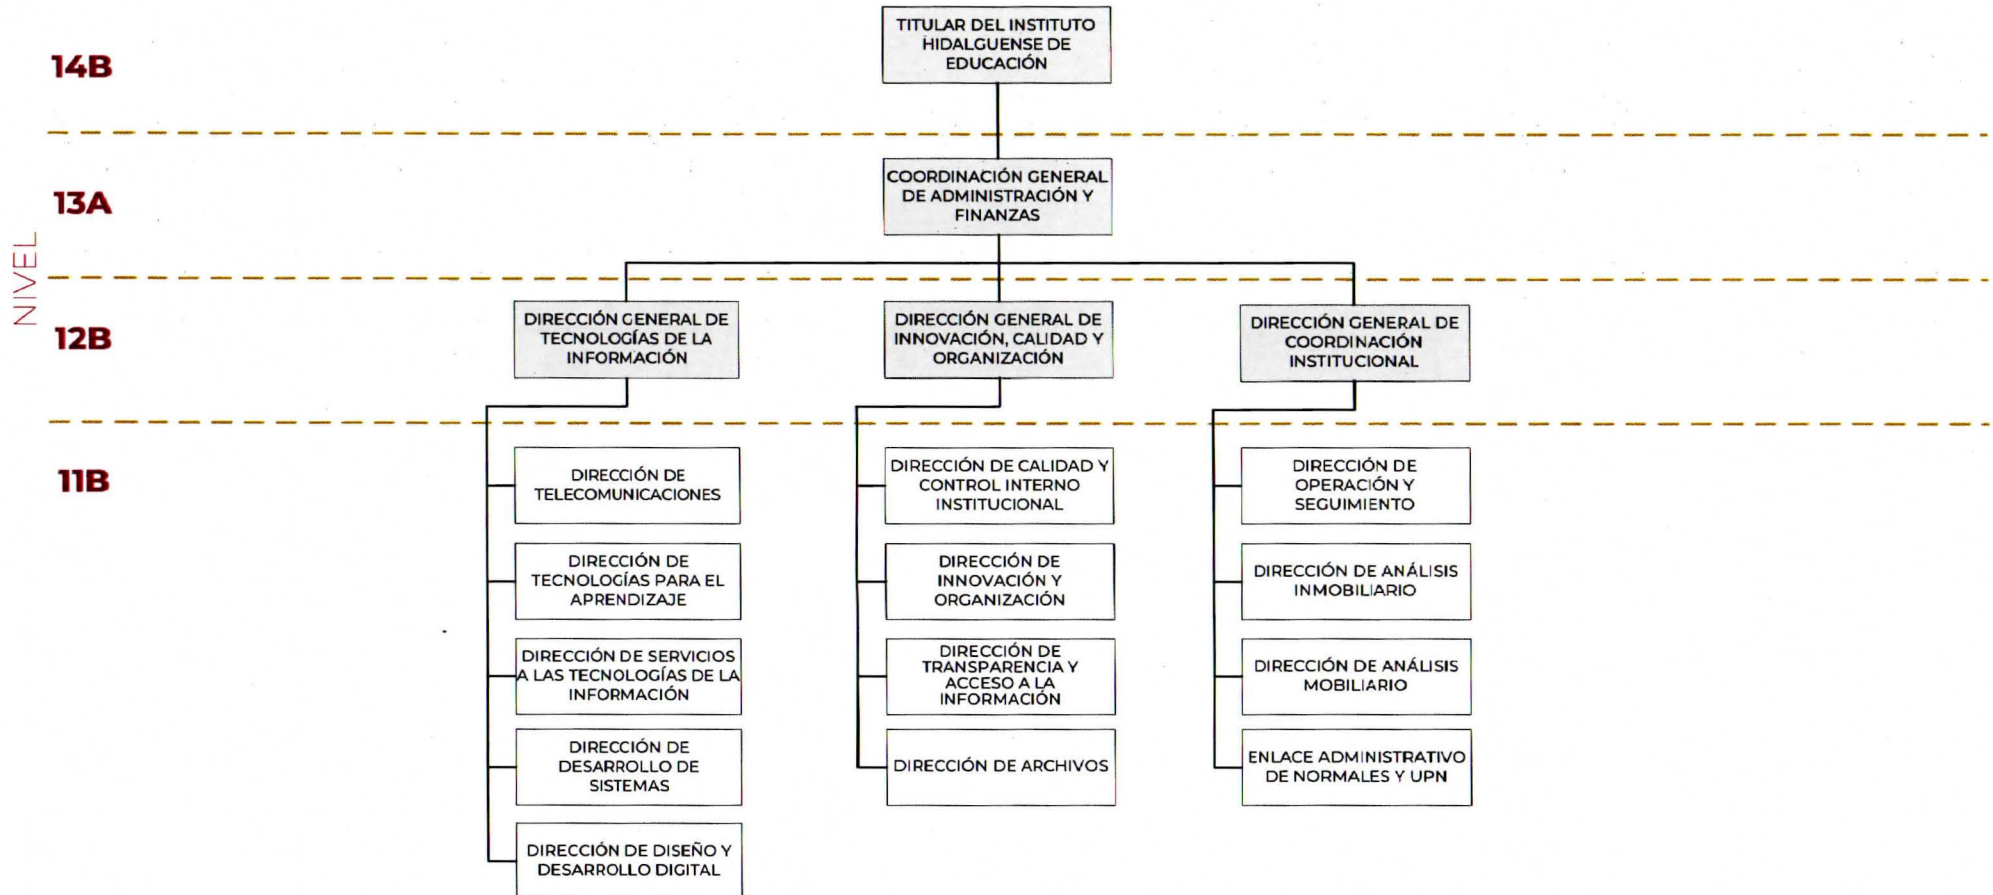 14B
TITULAR DEL INSTITUTO
HIDALGUENSE DE
EDUCACIÓN
NIVEL
13A
COORDINACIÓN GENERAL
DE ADMINISTRACIÓN Y
FINANZAS
12B
DIRECCIÓN GENERAL DE
TECNOLOGÍAS DE LA
INFORMACIÓN
DIRECCIÓN GENERAL DE
INNOVACIÓN, CALIDAD Y
ORGANIZACIÓN
DIRECCIÓN GENERAL DE
COORDINACIÓN
INSTITUCIONAL
11B
DIRECCIÓN DE
TELECOMUNICACIONES
DIRECCIÓN DE
TECNOLOGÍAS PARA EL
APRENDIZAJE
DIRECCIÓN DE SERVICIOS
A LAS TECNOLOGÍAS DE LA
INFORMACIÓN
DIRECCIÓN DE
DESARROLLO DE
SISTEMAS
DIRECCIÓN DE DISEÑO Y
DESARROLLO DIGITAL
DIRECCIÓN DE CALIDAD Y
CONTROL INTERNO
INSTITUCIONAL
DIRECCIÓN DE
INNOVACIÓN Y
ORGANIZACIÓN
DIRECCIÓN DE
TRANSPARENCIA Y
ACCESO A LA
INFORMACIÓN
DIRECCIÓN DE ARCHIVOS
DIRECCIÓN DE
OPERACIÓN Y
SEGUIMIENTO
DIRECCIÓN DE ANÁLISIS
INMOBILIARIO
DIRECCIÓN DE ANÁLISIS
MOBILIARIO
ENLACE ADMINISTRATIVO
DE NORMALES Y UPN